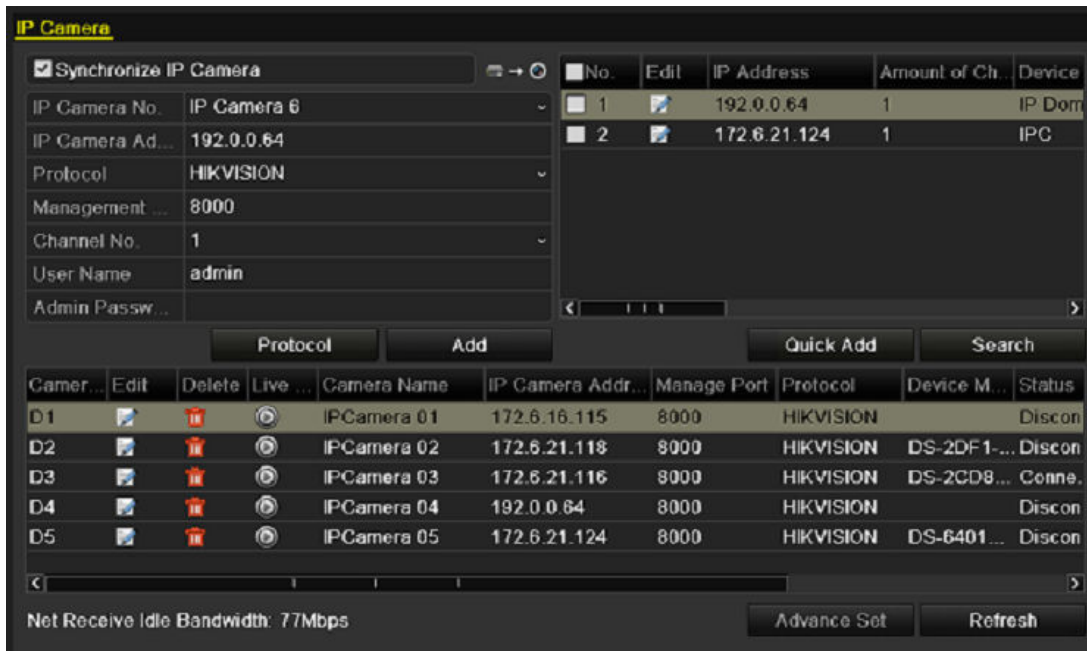 IP Camera
Synchronize IP Camera
IP Camera No. IP Camera 6
IP Camera Ad... 192.0.0.64
Protocol HIKVISION
Management ... 8000
Channel No. 1
User Name admin
Admin Passw...
No. Edit IP Address Amount of Ch... Device
1 192.0.0.64 1 IP Dom
2 172.6.21.124 1 IPC
Protocol Add Quick Add Search
Camer... Edit Delete Live ... Camera Name IP Camera Addr... Manage Port Protocol Device M... Status
D1 IPCamera 01 172.6.16.115 8000 HIKVISION Discon
D2 IPCamera 02 172.6.21.118 8000 HIKVISION DS-2DF1-... Discon
D3 IPCamera 03 172.6.21.116 8000 HIKVISION DS-2CD8... Conne.
D4 IPCamera 04 192.0.0.64 8000 HIKVISION Discon
D5 IPCamera 05 172.6.21.124 8000 HIKVISION DS-6401... Discon
Net Receive Idle Bandwidth: 77Mbps
Advance Set Refresh